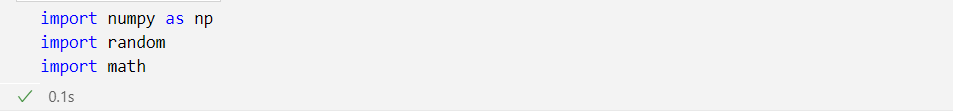 import numpy as np
import random
import math
0.1s